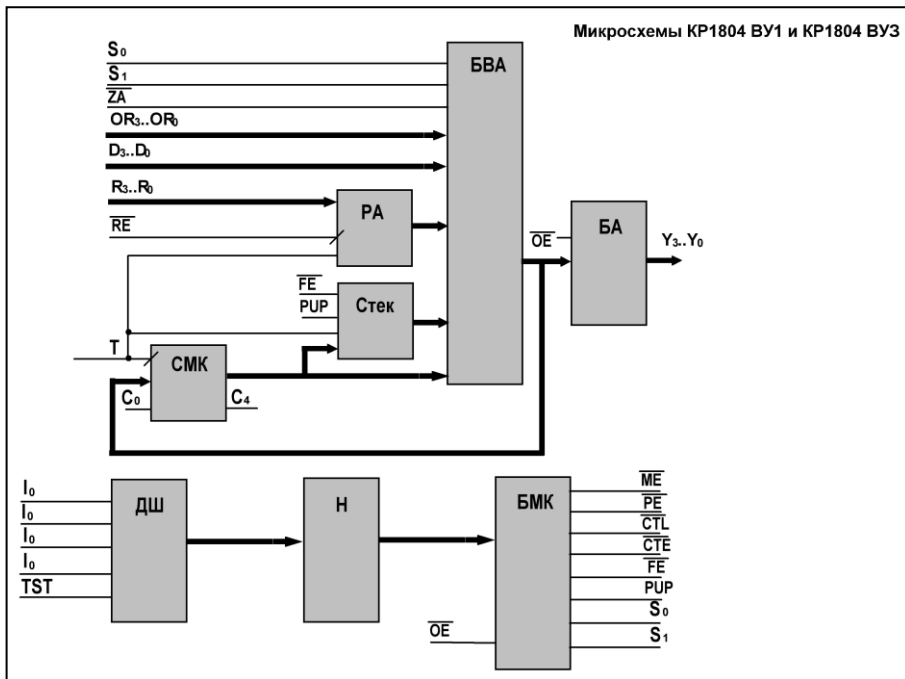 Микросхемы КР1804 ВУ1 и КР1804 ВУ3
S0
S1
ZA
OR3..OR0
D3..D0
R3..R0
RE
РА
БВА
FE
PUP
Стек
T
СМК
C0
C4
OE
БА
Y3..Y0
I0
I0
I0
I0
TST
ДШ
Н
OE
БМК
ME
PE
CTL
CTE
FE
PUP
S0
S1